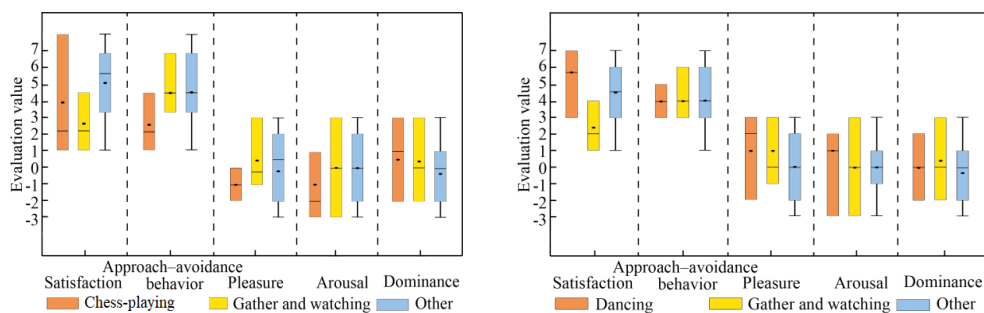 Evaluation value
7
6
5
4
3
2
1
0
-1
-2
-3
Satisfaction
Approach–avoidance
behavior
Pleasure
Arousal
Dominance
Chess-playing
Gather and watching
Other
Evaluation value
7
6
5
4
3
2
1
0
-1
-2
-3
Satisfaction
Approach–avoidance
behavior
Pleasure
Arousal
Dominance
Dancing
Gather and watching
Other